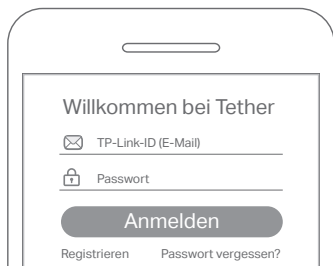 Willkommen bei Tether
TP-Link-ID (E-Mail)
Passwort
Anmelden
Registrieren Passwort vergessen?